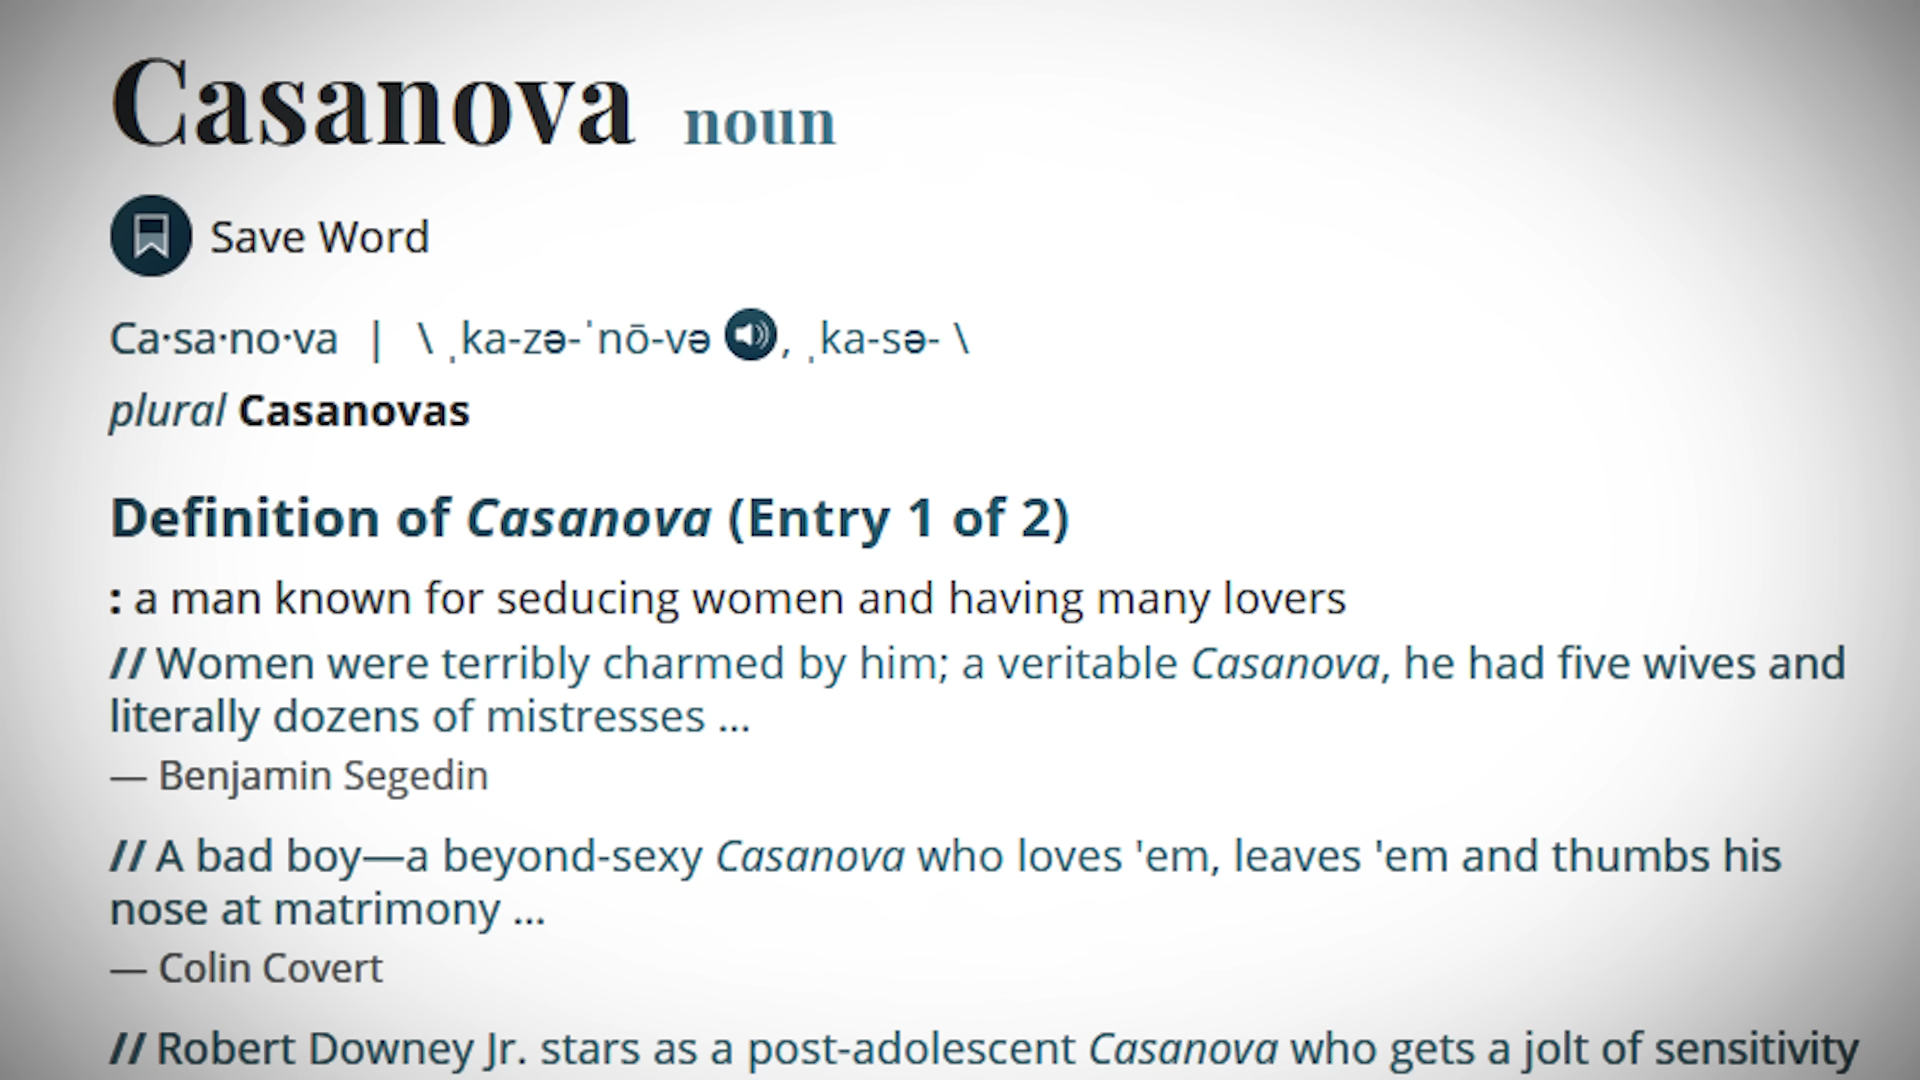 Casanova noun
Save Word
Ca·sa·no·va | \ ˌka-zə-ˈnō-və , ˌka-sə- \
plural Casanovas
Definition of Casanova (Entry 1 of 2)
: a man known for seducing women and having many lovers
// Women were terribly charmed by him; a veritable Casanova, he had five wives and
literally dozens of mistresses ...
— Benjamin Segedin
// A bad boy—a beyond-sexy Casanova who loves 'em, leaves 'em and thumbs his
nose at matrimony ...
— Colin Covert
// Robert Downey Jr. stars as a post-adolescent Casanova who gets a jolt of sensitivity